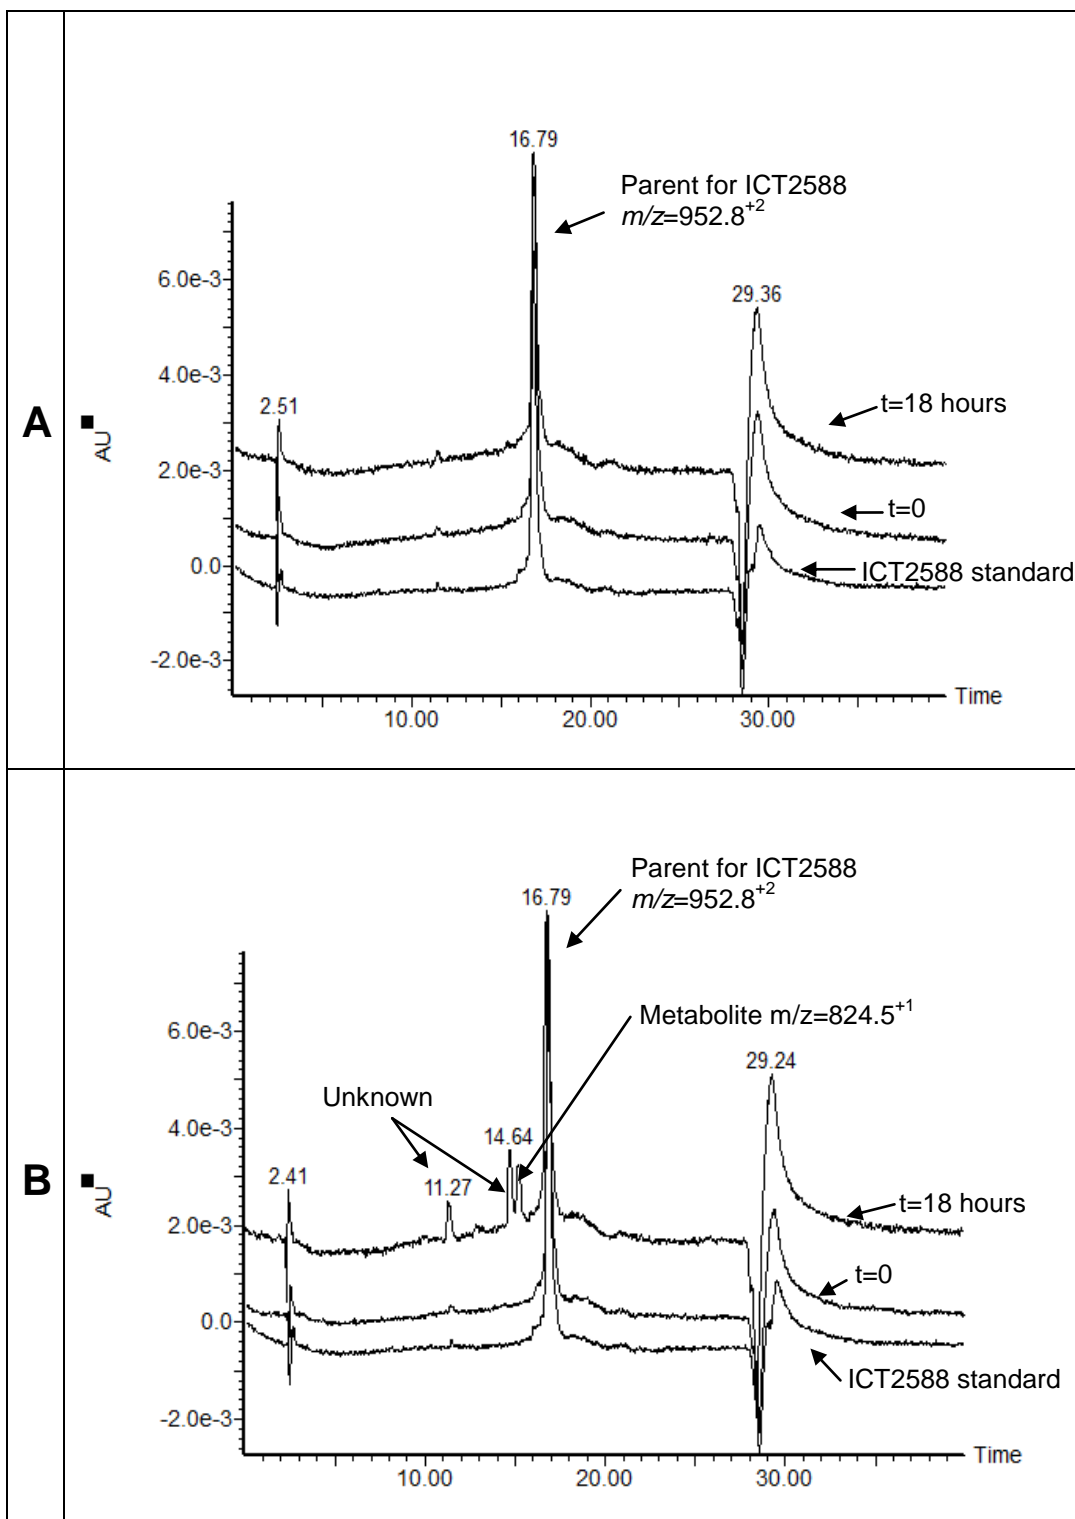 A
AU
16.79
Parent for ICT2588
m/z=952.8+2
6.0e-3
29.36
4.0e-3
2.51
t=18 hours
2.0e-3
t=0
0.0
ICT2588 standard
-2.0e-3
Time
10.00 20.00 30.00
B
AU
Parent for ICT2588
m/z=952.8+2
16.79
Metabolite m/z=824.5+1
6.0e-3
29.24
Unknown
4.0e-3
14.64
2.41
11.27
t=18 hours
2.0e-3
t=0
0.0
ICT2588 standard
-2.0e-3
Time
10.00 20.00 30.00